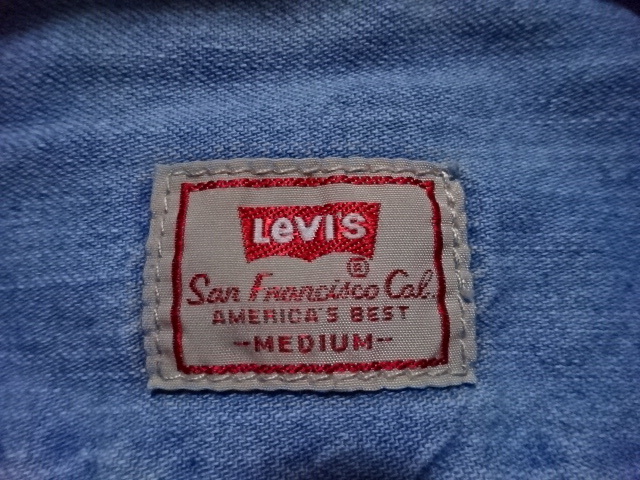 Levi's
®
San Francisco Cal.
AMERICA'S BEST
--MEDIUM--